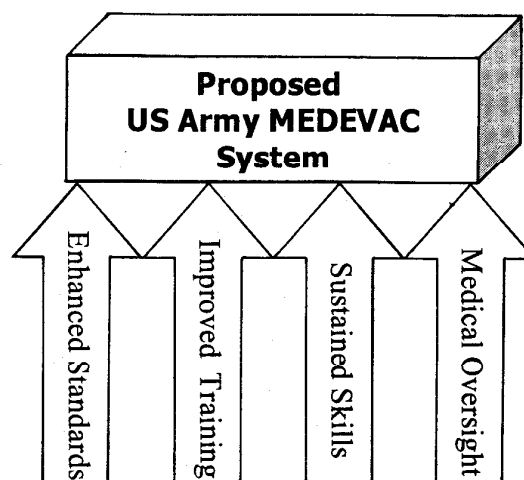 Proposed
US Army MEDEVAC
System
Enhanced Standards
Improved Training
Sustained Skills
Medical Oversight